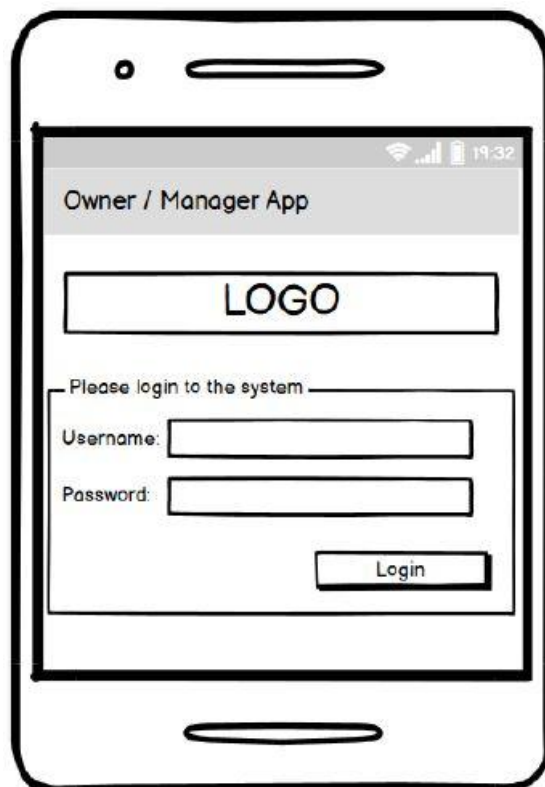 19:32
Owner / Manager App
LOGO
Please login to the system
Username:
Password:
Login